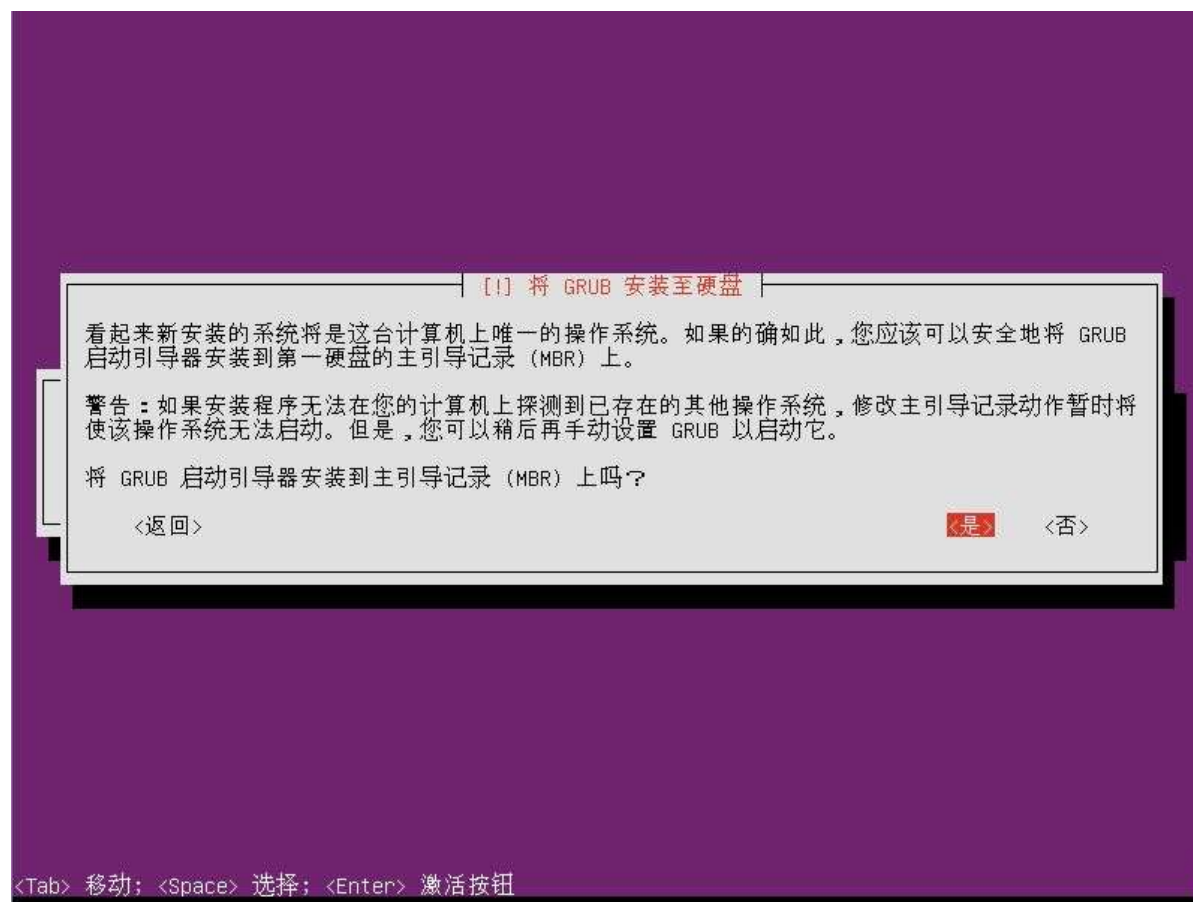 [!] 将 GRUB 安装至硬盘
看起来新安装的系统将是这台计算机上唯一的操作系统。如果的确如此,您应该可以安全地将 GRUB
启动引导器安装到第一硬盘的主引导记录 (MBR) 上。
警告:如果安装程序无法在您的计算机上探测到已存在的其他操作系统,修改主引导记录动作暂时将
使该操作系统无法启动。但是,您可以稍后再手动设置 GRUB 以启动它。
将 GRUB 启动引导器安装到主引导记录 (MBR) 上吗?
<返回> <是> <否>
<Tab> 移动; <Space> 选择; <Enter> 激活按钮